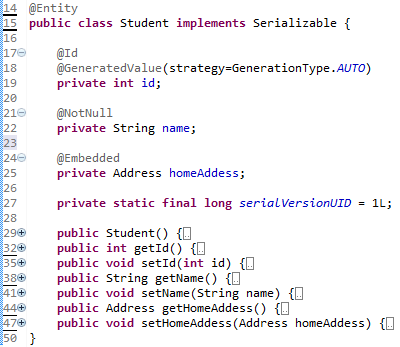 14 @Entity
15 public class Student implements Serializable {
16
17 @Id
18 @GeneratedValue(strategy=GenerationType.AUTO)
19 private int id;
20
21 @NotNull
22 private String name;
23
24 @Embedded
25 private Address homeAddess;
26
27 private static final long serialVersionUID = 1L;
28
29 public Student() {
32 public int getId() {
35 public void setId(int id) {
38 public String getName() {
41 public void setName(String name) {
44 public Address getHomeAddess() {
47 public void setHomeAddess(Address homeAddess) {
50 }